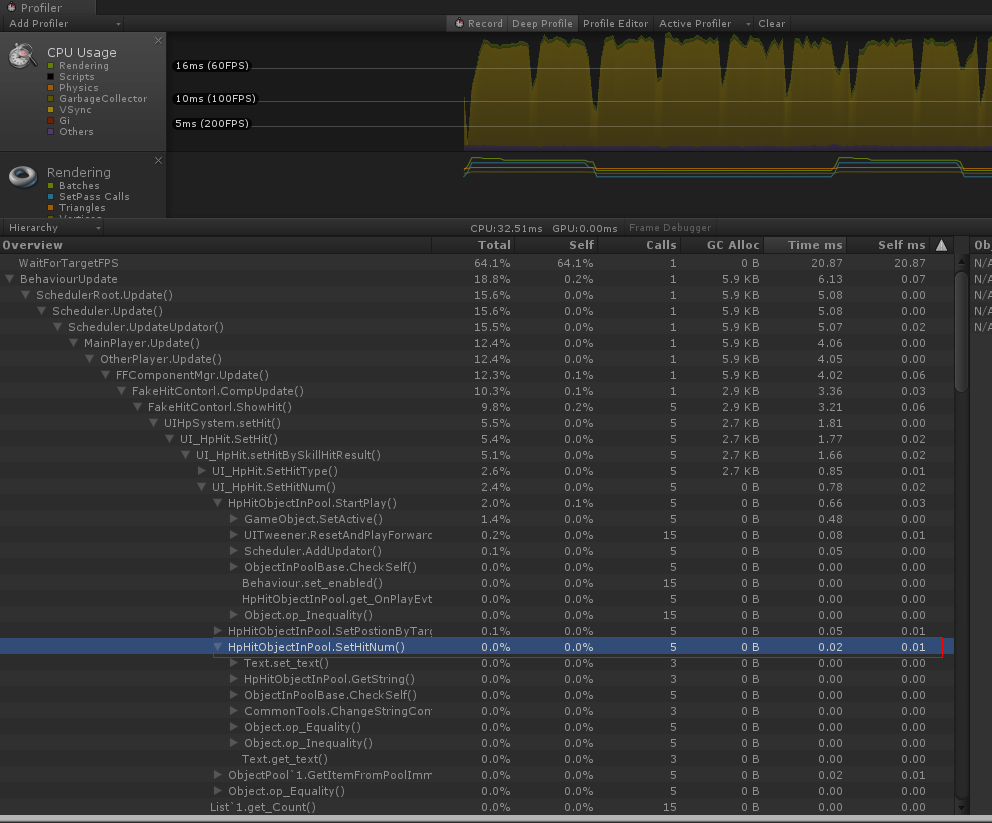 Profiler
Add Profiler Record Deep Profile Profile Editor Active Profiler Clear
CPU Usage
Rendering
Scripts
Physics
GarbageCollector
VSync
Gi
Others
16ms (60FPS)
10ms (100FPS)
5ms (200FPS)
Rendering
Batches
SetPass Calls
Triangles
Hierarchy CPU:32.51ms GPU:0.00ms Frame Debugger
Overview Total Self Calls GC Alloc Time ms Self ms
WaitForTargetFPS 64.1% 64.1% 1 0 B 20.87 20.87 N/A
BehaviourUpdate 18.8% 0.2% 1 5.9 KB 6.13 0.07 N/A
SchedulerRoot.Update() 15.6% 0.0% 1 5.9 KB 5.08 0.00 N/A
Scheduler.Update() 15.6% 0.0% 1 5.9 KB 5.08 0.00 N/A
Scheduler.UpdateUpdator() 15.5% 0.0% 1 5.9 KB 5.07 0.02 N/A
MainPlayer.Update() 12.4% 0.0% 1 5.9 KB 4.06 0.00
OtherPlayer.Update() 12.4% 0.0% 1 5.9 KB 4.05 0.00
FFComponentMgr.Update() 12.3% 0.1% 1 5.9 KB 4.02 0.06
FakeHitContorl.CompUpdate() 10.3% 0.1% 1 2.9 KB 3.36 0.03
FakeHitContorl.ShowHit() 9.8% 0.2% 5 2.9 KB 3.21 0.06
UIHpSystem.setHit() 5.5% 0.0% 5 2.7 KB 1.81 0.00
UI_HpHit.SetHit() 5.4% 0.0% 5 2.7 KB 1.77 0.02
UI_HpHit.setHitBySkillHitResult() 5.1% 0.0% 5 2.7 KB 1.66 0.02
UI_HpHit.SetHitType() 2.6% 0.0% 5 2.7 KB 0.85 0.01
UI_HpHit.SetHitNum() 2.4% 0.0% 5 0 B 0.78 0.02
HpHitObjectInPool.StartPlay() 2.0% 0.1% 5 0 B 0.66 0.03
GameObject.SetActive() 1.4% 0.0% 5 0 B 0.48 0.00
UITweener.ResetAndPlayForward 0.2% 0.0% 15 0 B 0.08 0.01
Scheduler.AddUpdator() 0.1% 0.0% 5 0 B 0.05 0.00
ObjectInPoolBase.CheckSelf() 0.0% 0.0% 5 0 B 0.00 0.00
Behaviour.set_enabled() 0.0% 0.0% 15 0 B 0.00 0.00
HpHitObjectInPool.get_OnPlayEvt 0.0% 0.0% 5 0 B 0.00 0.00
Object.op_Inequality() 0.0% 0.0% 15 0 B 0.00 0.00
HpHitObjectInPool.SetPostionByTarg 0.1% 0.0% 5 0 B 0.05 0.01
HpHitObjectInPool.SetHitNum() 0.0% 0.0% 5 0 B 0.02 0.01
Text.set_text() 0.0% 0.0% 3 0 B 0.00 0.00
HpHitObjectInPool.GetString() 0.0% 0.0% 3 0 B 0.00 0.00
ObjectInPoolBase.CheckSelf() 0.0% 0.0% 5 0 B 0.00 0.00
CommonTools.ChangeStringCon 0.0% 0.0% 3 0 B 0.00 0.00
Object.op_Equality() 0.0% 0.0% 5 0 B 0.00 0.00
Object.op_Inequality() 0.0% 0.0% 5 0 B 0.00 0.00
Text.get_text() 0.0% 0.0% 3 0 B 0.00 0.00
ObjectPool`1.GetItemFromPoolImm 0.0% 0.0% 5 0 B 0.02 0.01
Object.op_Equality() 0.0% 0.0% 5 0 B 0.00 0.00
List`1.get_Count() 0.0% 0.0% 15 0 B 0.00 0.00